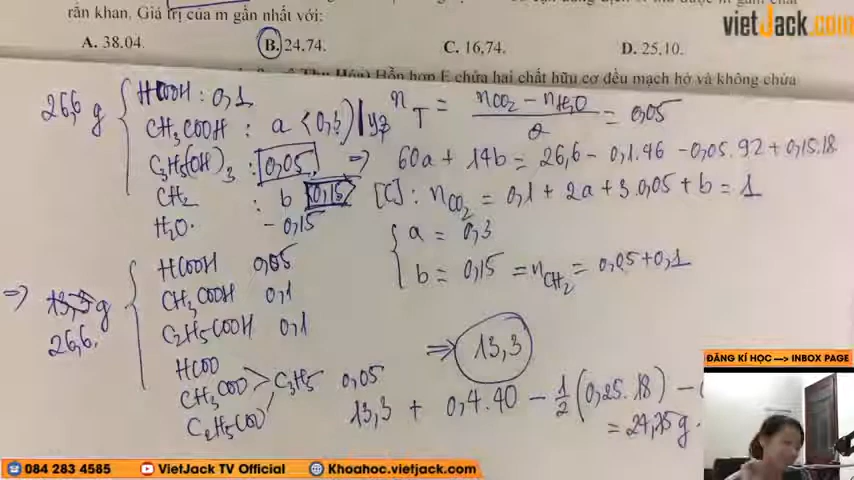 rắn khan. Giá trị của m gần nhất với:
A. 38.04. B. 24.74. C. 16,74. D. 25.10.
vietJack.com
Hỗn hợp E chứa hai chất hữu cơ đều mạch hở và không chứa
26,6 g
HCOOH : 0,1
CH3COOH : a (0,3)
C3H5(OH)3 : 0,05
CH2 : b 0,15
H2O. - 0,15
nT = nCO2 - nH2O / 2 = 0,05
=> 60a + 14b = 26,6 - 0,1.46 - 0,05.92 + 0,15.18
[C] : nCO2 = 0,1 + 2a + 3.0,05 + b = 1
a = 0,3
b = 0,15 = nCH2 = 0,05 + 0,1
=> 13,3 g
26,6.
HCOOH 0,05
CH3COOH 0,1
C2H5COOH 0,1
HCOO
CH3COO > C3H5 0,05
C2H5COO
=> 13,3
13,3 + 0,4.40 - 1/2 (0,25.18) -
= 24,75 g.
ĐĂNG KÍ HỌC —> INBOX PAGE
084 283 4585 VietJack TV Official Khoahoc.vietjack.com